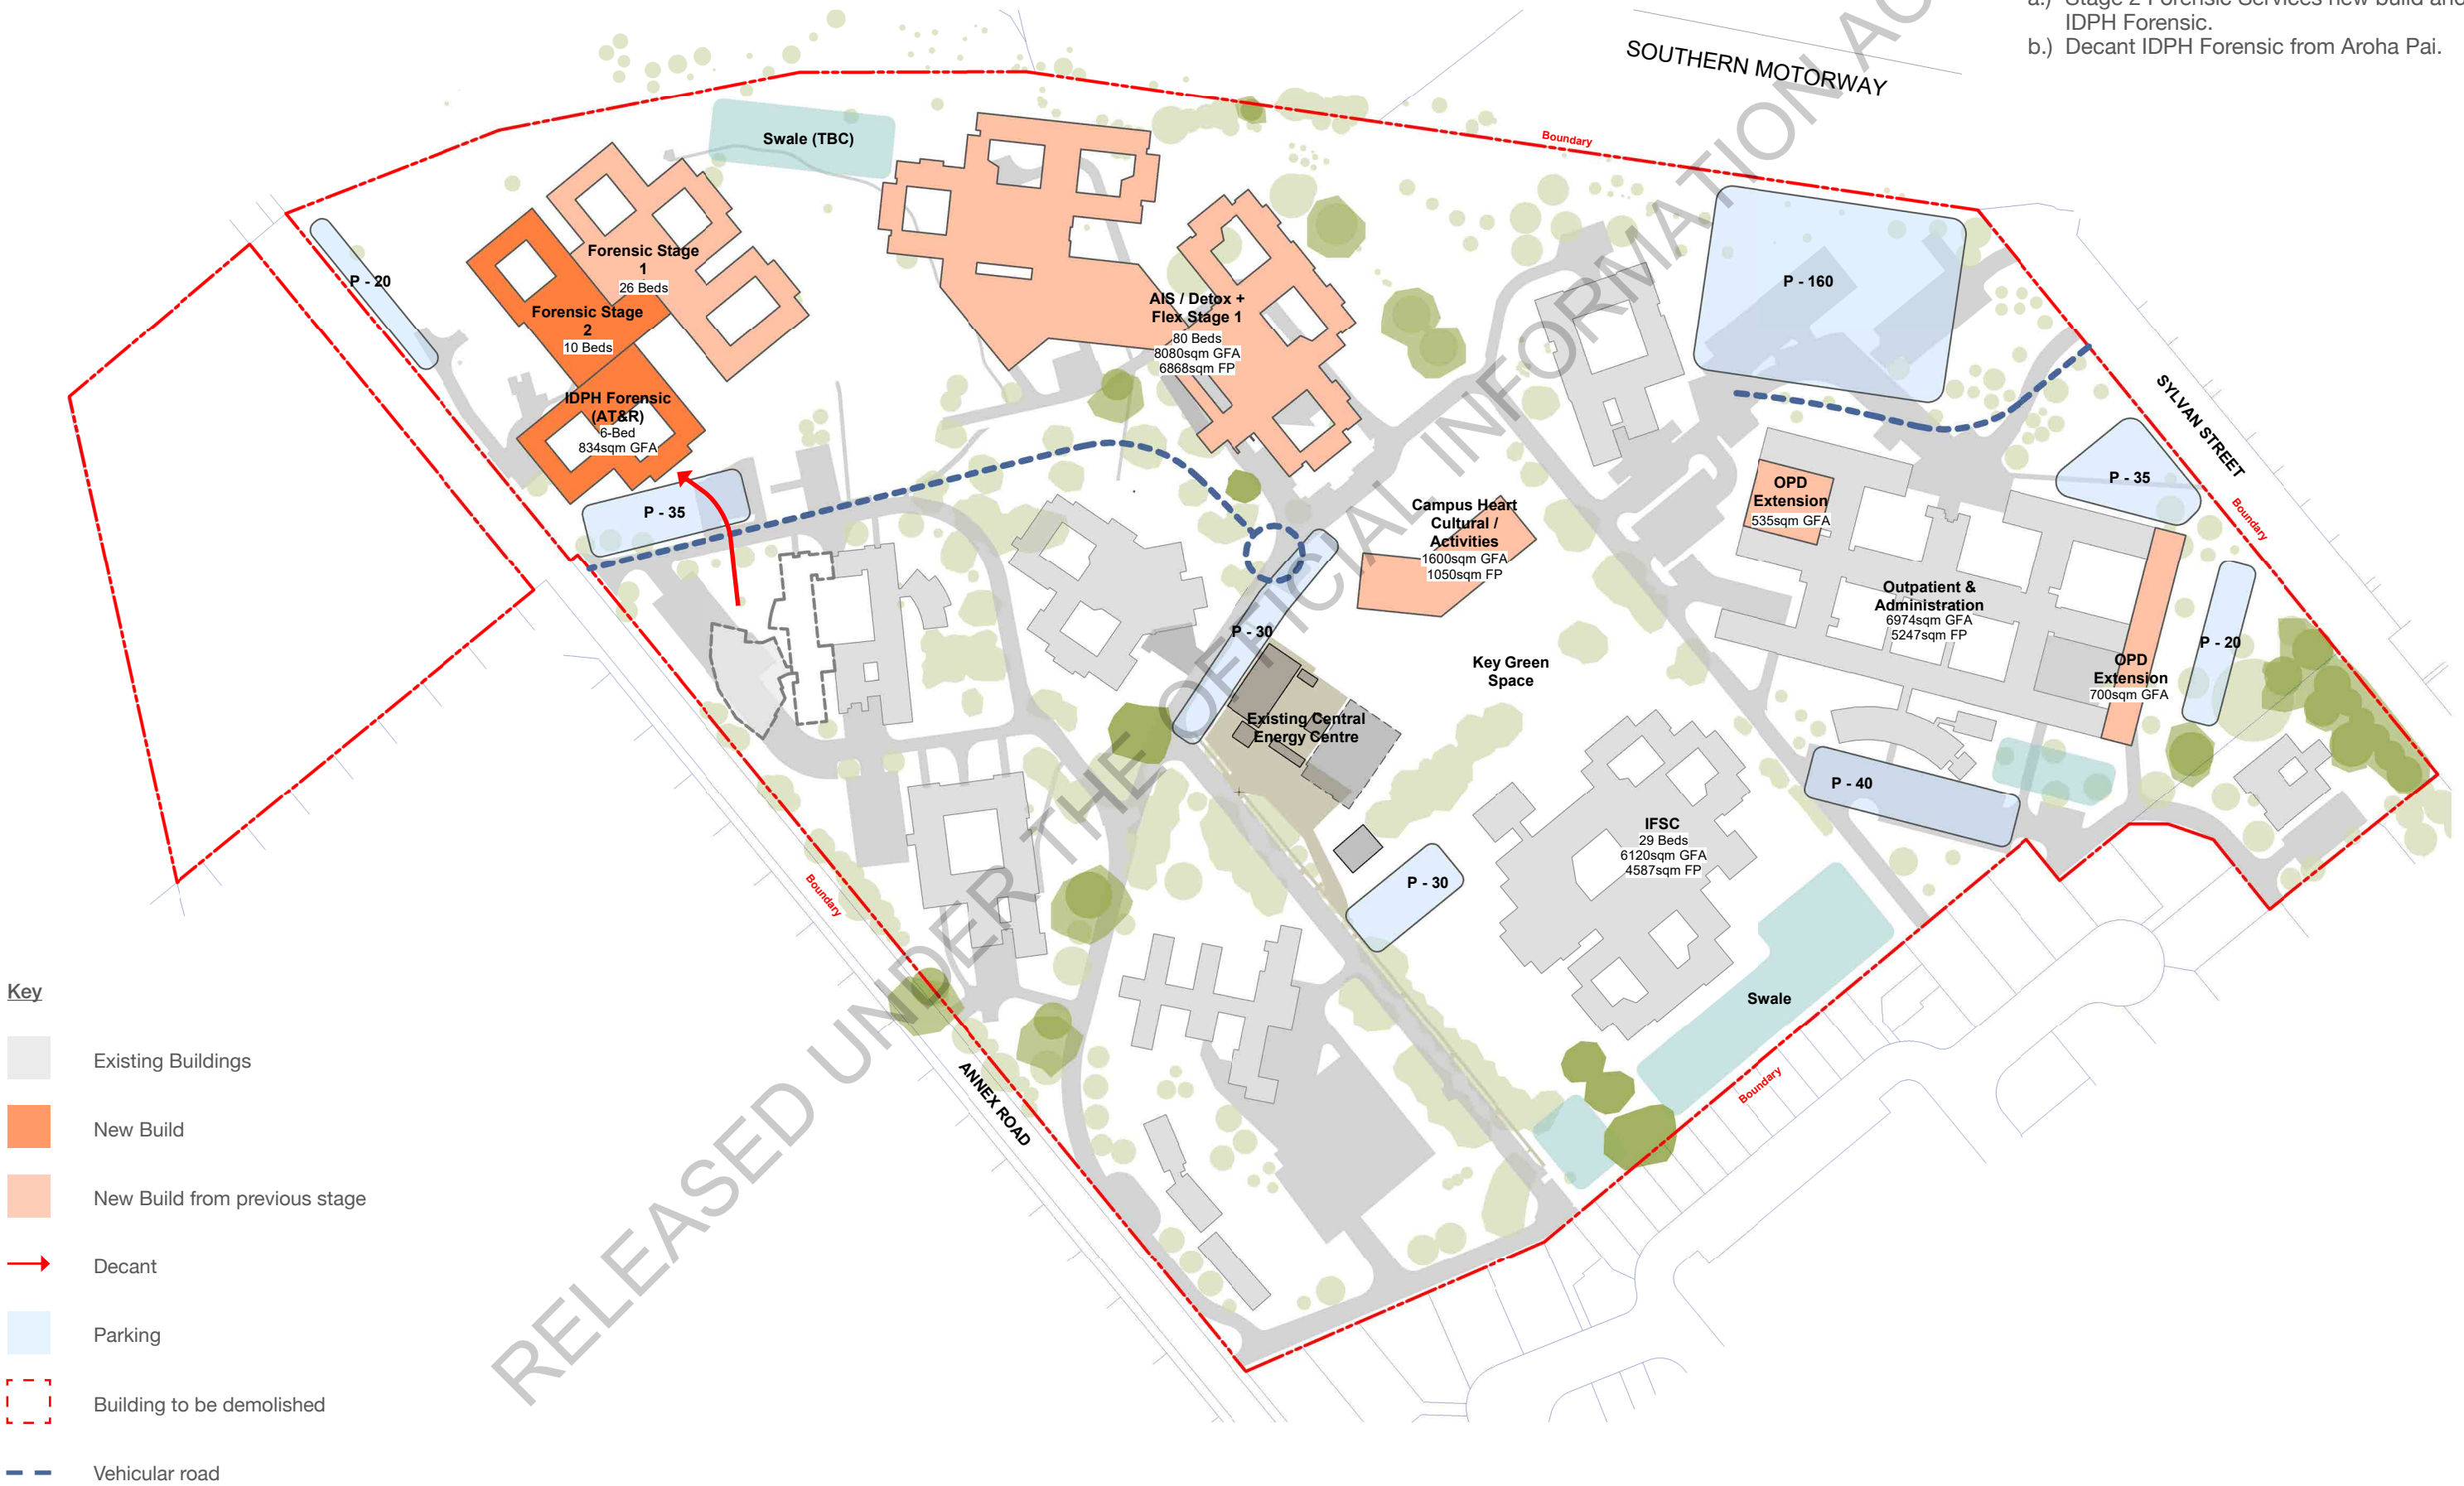 a.) Stage 2 Forensic Services new build and
IDPH Forensic.
b.) Decant IDPH Forensic from Aroha Pai.
SOUTHERN MOTORWAY
Boundary
Swale (TBC)
P - 20
Forensic Stage
1
26 Beds
Forensic Stage
2
10 Beds
IDPH Forensic
(AT&R)
6-Bed
834sqm GFA
P - 35
AIS / Detox +
Flex Stage 1
80 Beds
8080sqm GFA
6868sqm FP
P - 160
SYLVAN STREET
P - 35
Boundary
OPD
Extension
535sqm GFA
Campus Heart
Cultural /
Activities
1600sqm GFA
1050sqm FP
Outpatient &
Administration
6974sqm GFA
5247sqm FP
P - 20
OPD
Extension
700sqm GFA
P - 30
Key Green
Space
Existing Central
Energy Centre
P - 40
IFSC
29 Beds
6120sqm GFA
4587sqm FP
P - 30
Boundary
Swale
Boundary
ANNEX ROAD
RELEASED UNDER THE OFFICIAL INFORMATION AC
Key
Existing Buildings
New Build
New Build from previous stage
Decant
Parking
Building to be demolished
Vehicular road